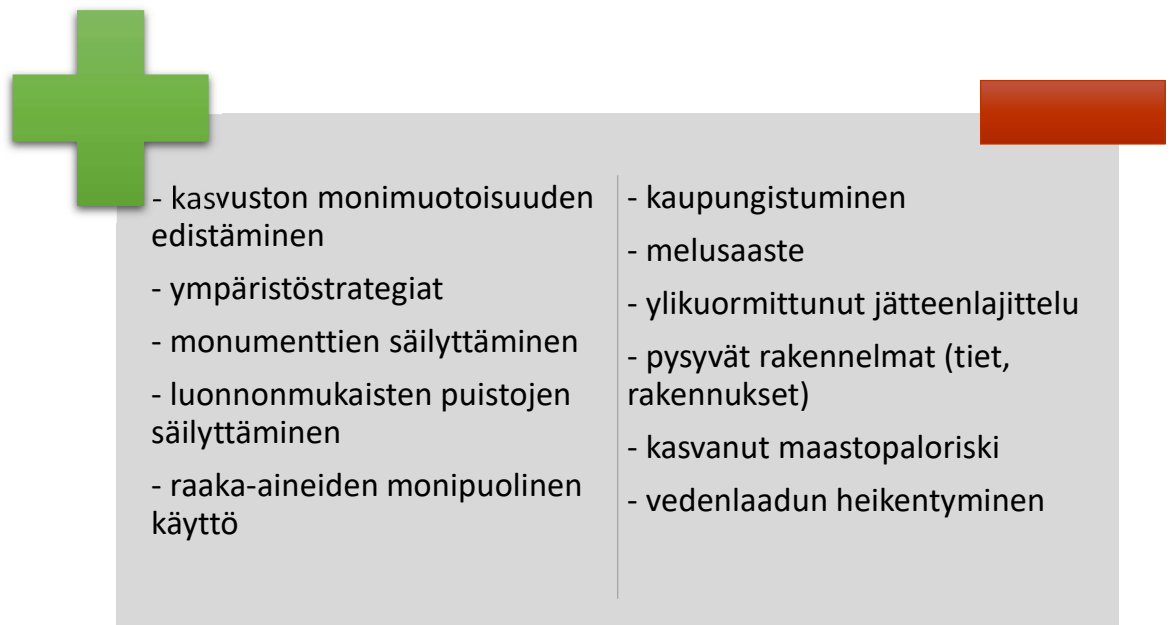 - kasvuston monimuotoisuuden
edistäminen
- ympäristöstrategiat
- monumenttien säilyttäminen
- luonnonmukaisten puistojen
säilyttäminen
- raaka-aineiden monipuolinen
käyttö
- kaupungistuminen
- melusaaste
- ylikuormittunut jätteenlajittelu
- pysyvät rakennelmat (tiet,
rakennukset)
- kasvanut maastopaloriski
- vedenlaadun heikentyminen